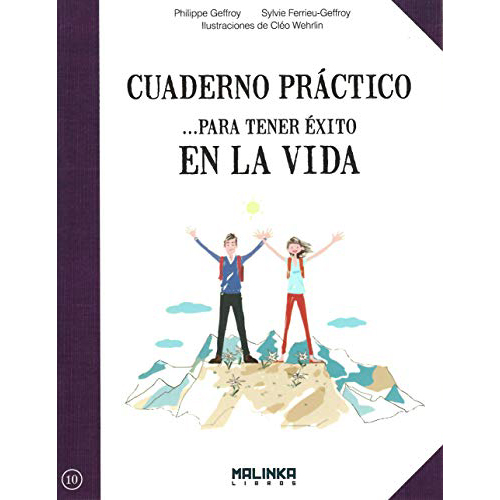 Philippe Geffroy Sylvie Ferrieu-Geffroy
Ilustraciones de Cléo Wehrlin
CUADERNO PRÁCTICO
...PARA TENER ÉXITO
EN LA VIDA
10
MALINKA
LIBROS